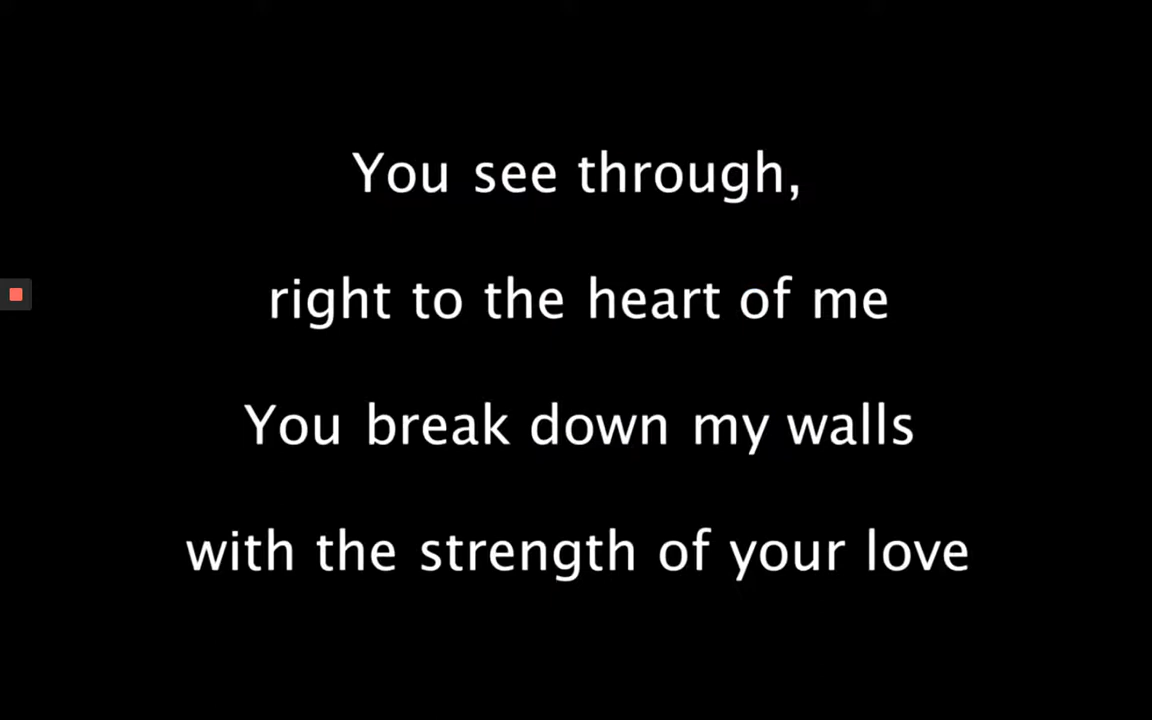 You see through,
right to the heart of me
You break down my walls
with the strength of your love